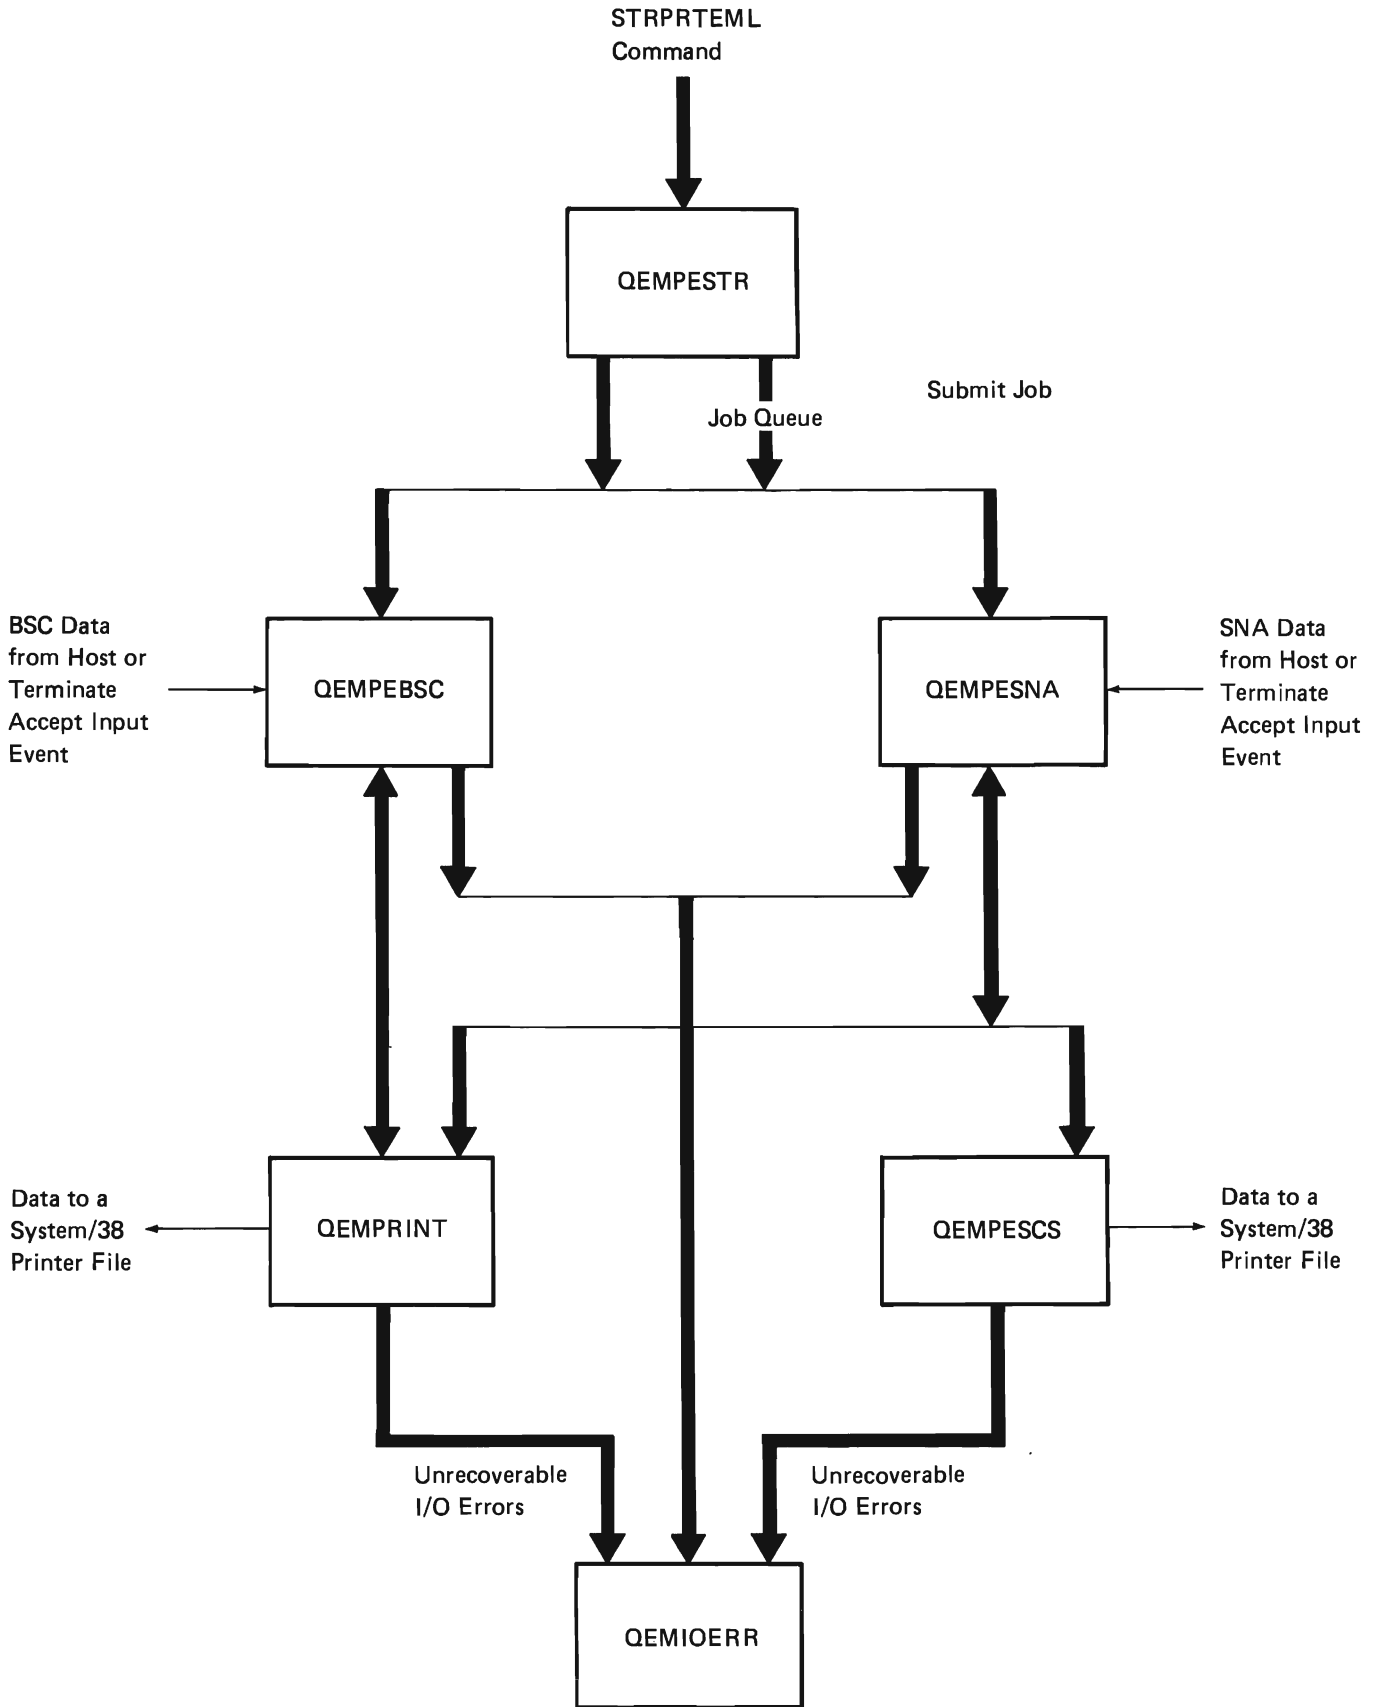 STRPRTEML
Command
QEMPESTR
Submit Job
Job Queue
BSC Data
from Host or
Terminate
Accept Input
Event
QEMPEBSC
QEMPESNA
SNA Data
from Host or
Terminate
Accept Input
Event
Data to a
System/38
Printer File
QEMPRINT
QEMPESCS
Data to a
System/38
Printer File
Unrecoverable
I/O Errors
Unrecoverable
I/O Errors
QEMIOERR